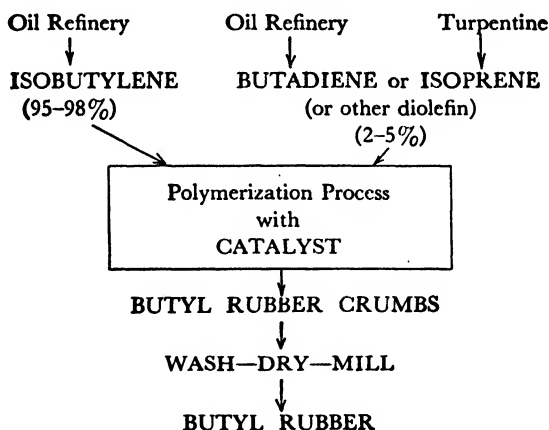 Oil Refinery Oil Refinery Turpentine
ISOBUTYLENE BUTADIENE or ISOPRENE
(95–98%) (or other diolefin)
(2–5%)
Polymerization Process
with
CATALYST
BUTYL RUBBER CRUMBS
WASH—DRY—MILL
BUTYL RUBBER